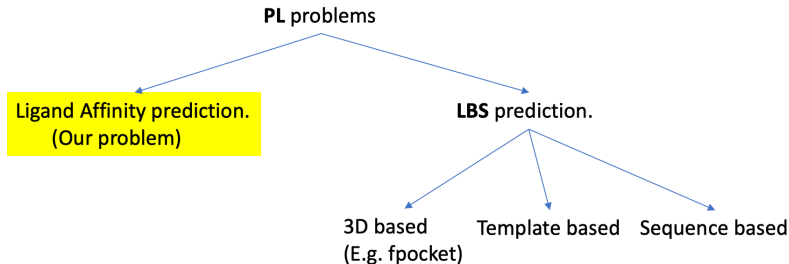 PL problems
Ligand Affinity prediction.
(Our problem)
LBS prediction.
3D based
(E.g. fpocket)
Template based
Sequence based